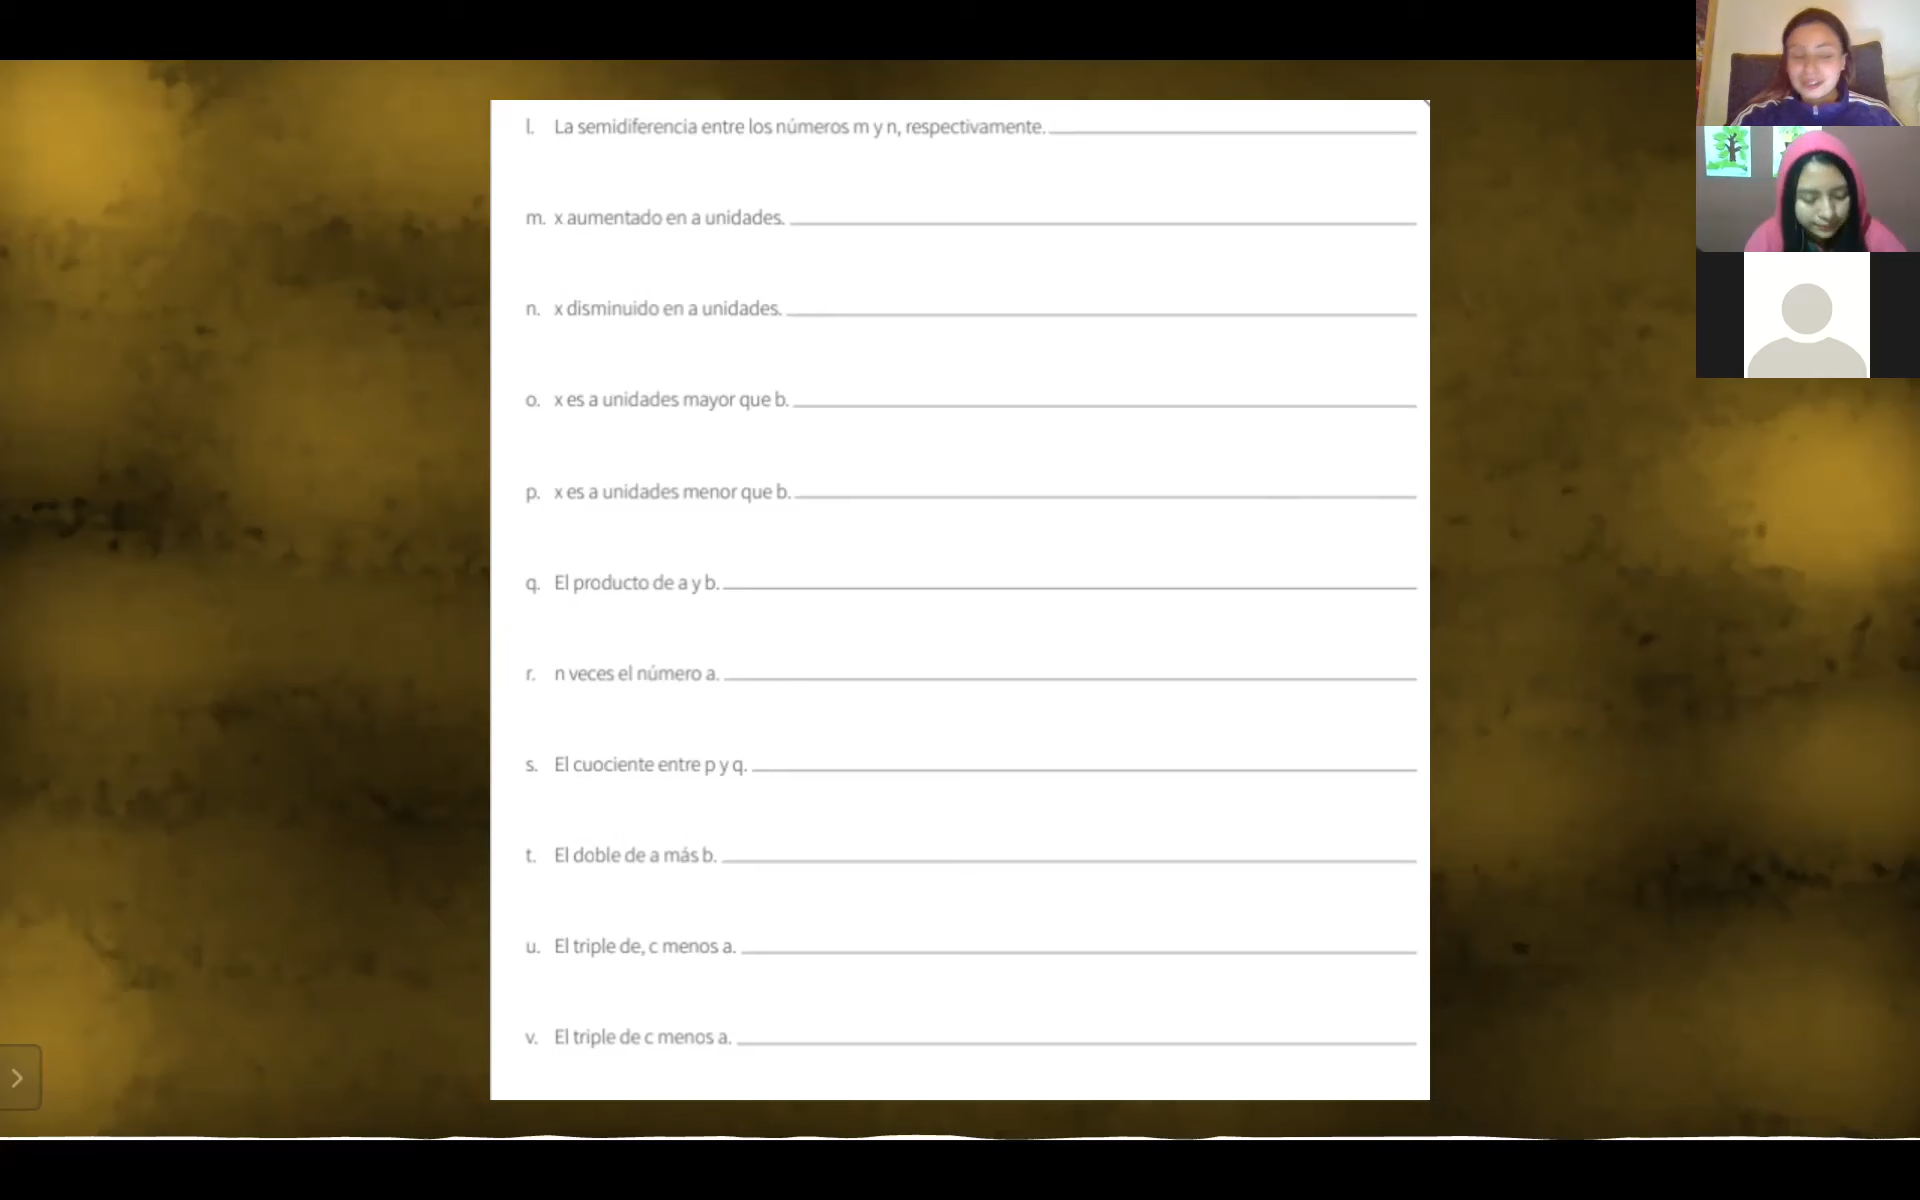 l. La semidiferencia entre los números m y n, respectivamente.
m. x aumentado en a unidades.
n. x disminuido en a unidades.
o. x es a unidades mayor que b.
p. x es a unidades menor que b.
q. El producto de a y b.
r. n veces el número a.
s. El cuociente entre p y q.
t. El doble de a más b.
u. El triple de, c menos a.
v. El triple de c menos a.